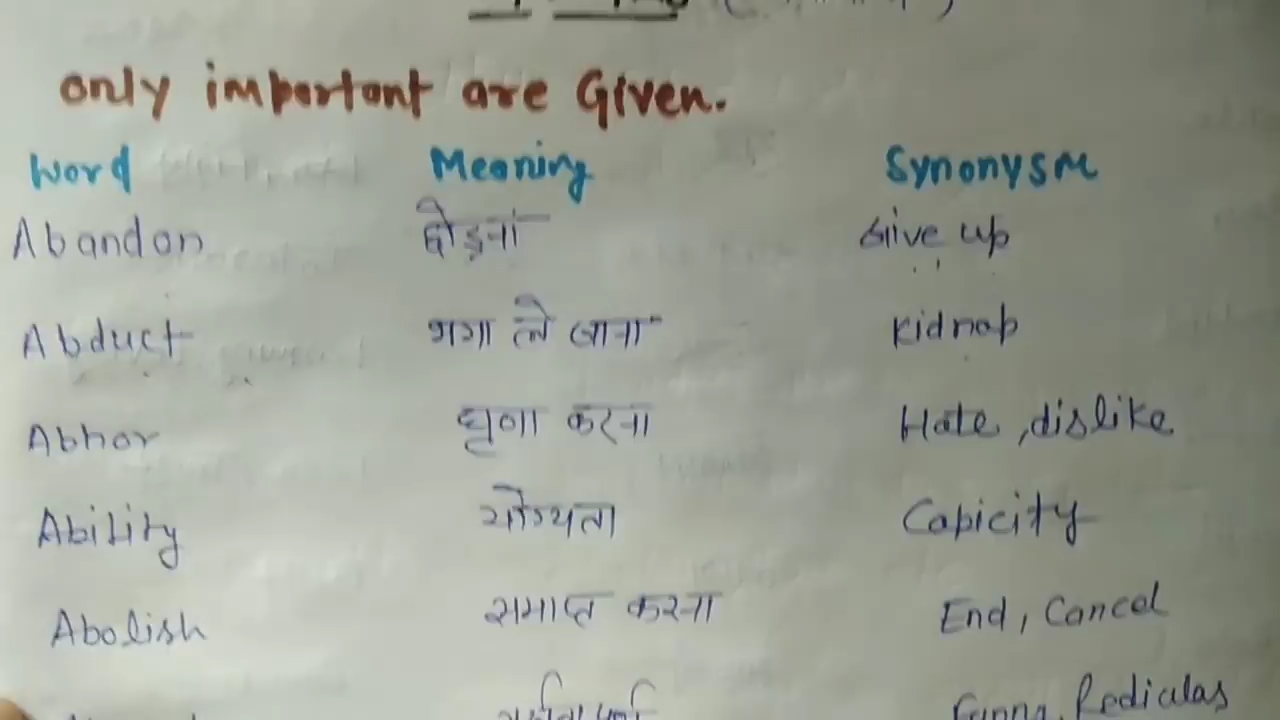 only important are Given.
Word Meaning Synonysm
Abandon छोड़ना Give up
Abduct भगा ले जाना Kidnap
Abhor घृणा करना Hate, dislike
Ability योग्यता Capicity
Abolish समाप्त करना End, Cancel